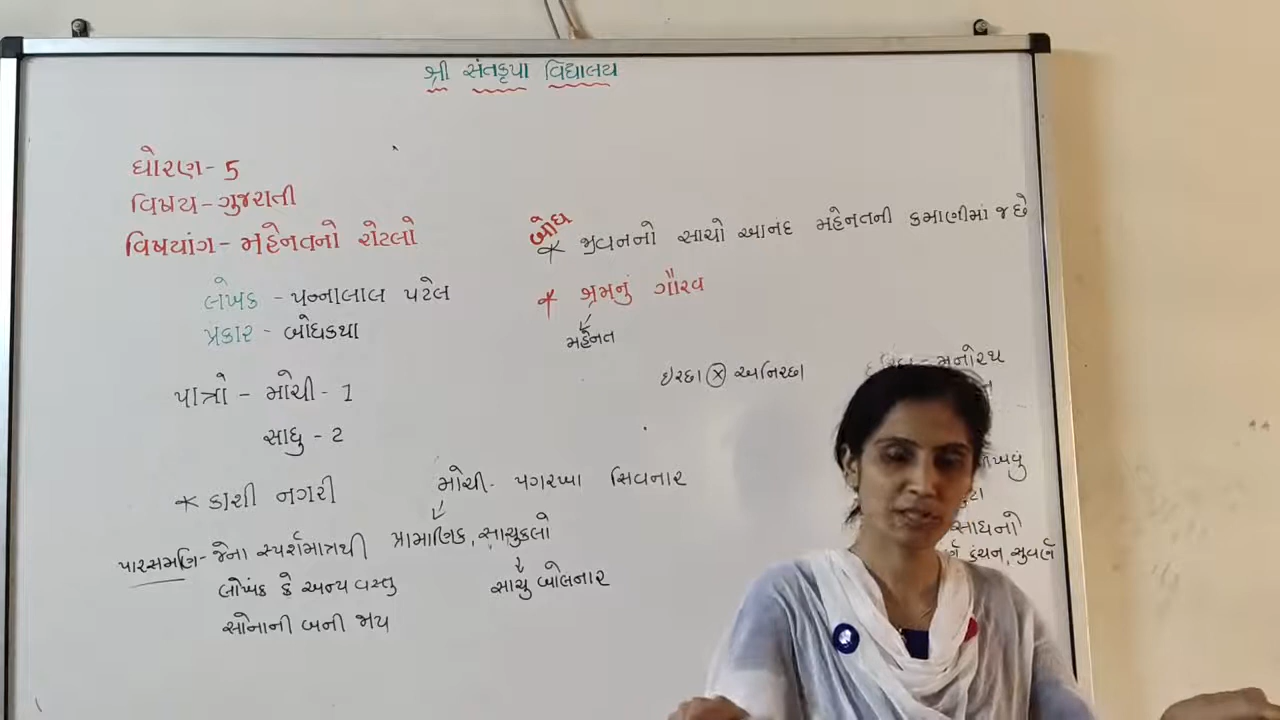 શ્રી સંતકૃપા વિદ્યાલય
ધોરણ- 5
વિષય- ગુજરાતી
વિષયાંગ- મહેનતનો રોટલો
લેખક - પન્નાલાલ પટેલ
પ્રકાર - બોધકથા
પાત્રો - મોચી - 1
સાધુ - ૨
* કાશી નગરી
પારસમણિ- જેના સ્પર્શમાત્રથી
લોખંડ કે અન્ય વસ્તુ
સોનાની બની જાય
બોધ
* જીવનનો સાચો આનંદ મહેનતની કમાણીમાં જ છે
* શ્રમનું ગૌરવ
મહેનત
ઇચ્છા X અનિચ્છા
મોચી- પગરખા સિવનાર
પ્રામાણિક, સાચુકલો
સાચુ બોલનાર
મનોરથ
સાધનો
કંચન, સુવર્ણ